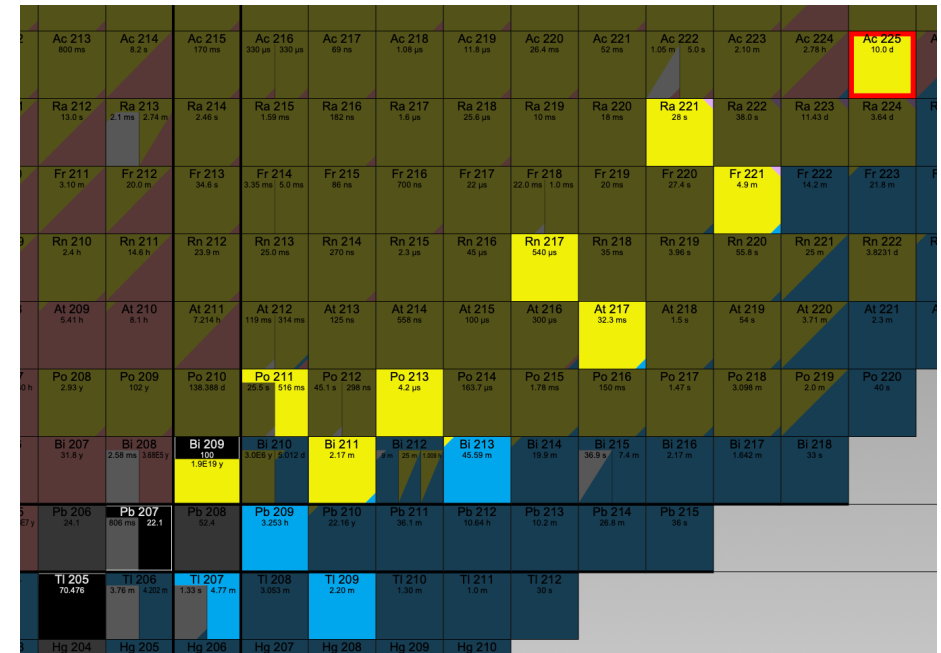 Ac 213 Ac 214 Ac 215 Ac 216 Ac 217 Ac 218 Ac 219 Ac 220 Ac 221 Ac 222 Ac 223 Ac 224 Ac 225
800 ms 8.2 s 170 ms 330 µs 330 µs 69 ns 1.08 µs 11.8 µs 26.4 ms 52 ms 1.05 m 5.0 s 2.10 m 2.78 h 10.0 d
Ra 212 Ra 213 Ra 214 Ra 215 Ra 216 Ra 217 Ra 218 Ra 219 Ra 220 Ra 221 Ra 222 Ra 223 Ra 224
13.0 s 2.1 ms 2.74 m 2.46 s 1.59 ms 182 ns 1.6 µs 25.6 µs 10 ms 18 ms 28 s 38.0 s 11.43 d 3.64 d
Fr 211 Fr 212 Fr 213 Fr 214 Fr 215 Fr 216 Fr 217 Fr 218 Fr 219 Fr 220 Fr 221 Fr 222 Fr 223
3.10 m 20.0 m 34.6 s 3.35 ms 5.0 ms 86 ns 700 ns 22 µs 22.0 ms 1.0 ms 20 ms 27.4 s 4.9 m 14.2 m 21.8 m
Rn 210 Rn 211 Rn 212 Rn 213 Rn 214 Rn 215 Rn 216 Rn 217 Rn 218 Rn 219 Rn 220 Rn 221 Rn 222
2.4 h 14.6 h 23.9 m 25.0 ms 270 ns 2.3 µs 45 µs 540 µs 35 ms 3.96 s 55.8 s 25 m 3.8231 d
At 209 At 210 At 211 At 212 At 213 At 214 At 215 At 216 At 217 At 218 At 219 At 220 At 221
5.41 h 8.1 h 7.214 h 119 ms 314 ms 125 ns 558 ns 100 µs 300 µs 32.3 ms 1.5 s 54 s 3.71 m 2.3 m
Po 208 Po 209 Po 210 Po 211 Po 212 Po 213 Po 214 Po 215 Po 216 Po 217 Po 218 Po 219 Po 220
2.93 y 102 y 138.388 d 25.5 s 516 ms 45.1 s 298 ns 4.2 µs 163.7 µs 1.78 ms 150 ms 1.47 s 3.098 m 2.0 m 40 s
Bi 207 Bi 208 Bi 209 Bi 210 Bi 211 Bi 212 Bi 213 Bi 214 Bi 215 Bi 216 Bi 217 Bi 218
31.8 y 2.58 ms 3.68E5 y 100 3.0E6 y 5.012 d 2.17 m 25 m 1.009 h 45.59 m 19.9 m 36.9 s 7.4 m 2.17 m 1.642 m 33 s
1.9E19 y
Pb 206 Pb 207 Pb 208 Pb 209 Pb 210 Pb 211 Pb 212 Pb 213 Pb 214 Pb 215
24.1 806 ms 22.1 52.4 3.253 h 22.16 y 36.1 m 10.64 h 10.2 m 26.8 m 36 s
Tl 205 Tl 206 Tl 207 Tl 208 Tl 209 Tl 210 Tl 211 Tl 212
70.476 3.76 m 4.202 m 1.33 s 4.77 m 3.053 m 2.20 m 1.30 m 1.0 m 30 s
Hg 204 Hg 205 Hg 206 Hg 207 Hg 208 Hg 209 Hg 210